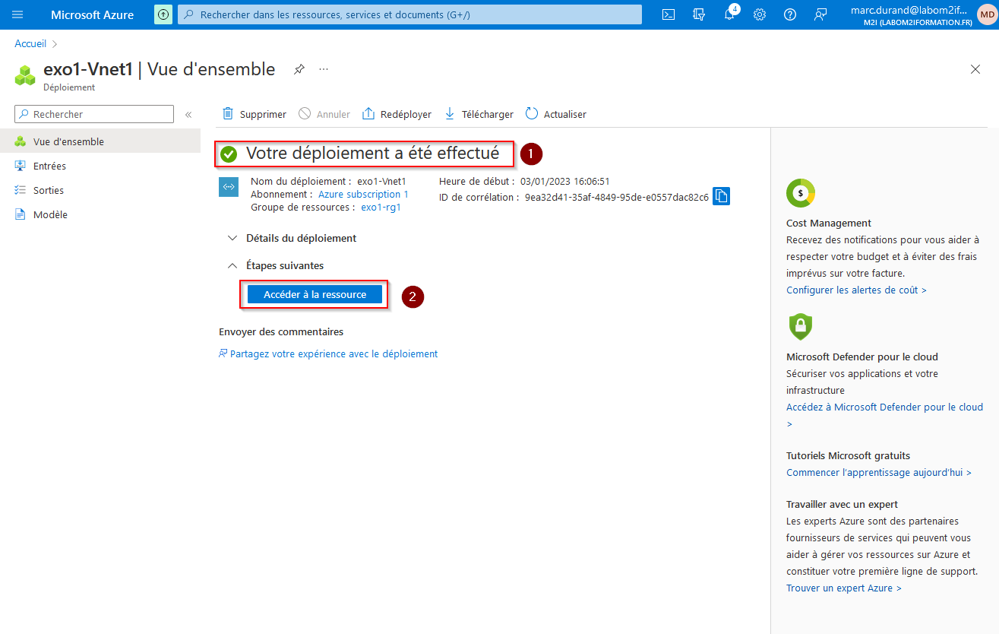 Microsoft Azure
Rechercher dans les ressources, services et documents (G+/)
4
marc.durand@labom2if...
M2I (LABOM2IFORMATION.FR)
MD
Accueil >
exo1-Vnet1 | Vue d'ensemble
...
Déploiement
Rechercher
«
Supprimer
Annuler
Redéployer
Télécharger
Actualiser
Vue d'ensemble
Entrées
Sorties
Modèle
Votre déploiement a été effectué
1
Nom du déploiement : exo1-Vnet1
Abonnement : Azure subscription 1
Groupe de ressources : exo1-rg1
Heure de début : 03/01/2023 16:06:51
ID de corrélation : 9ea32d41-35af-4849-95de-e0557dac82c6
Détails du déploiement
Étapes suivantes
Accéder à la ressource
2
Envoyer des commentaires
Partagez votre expérience avec le déploiement
$
Cost Management
Recevez des notifications pour vous aider à
respecter votre budget et à éviter des frais
imprévus sur votre facture.
Configurer les alertes de coût >
Microsoft Defender pour le cloud
Sécuriser vos applications et votre
infrastructure
Accédez à Microsoft Defender pour le cloud
>
Tutoriels Microsoft gratuits
Commencer l'apprentissage aujourd'hui >
Travailler avec un expert
Les experts Azure sont des partenaires
fournisseurs de services qui peuvent vous
aider à gérer vos ressources sur Azure et
constituer votre première ligne de support.
Trouver un expert Azure >